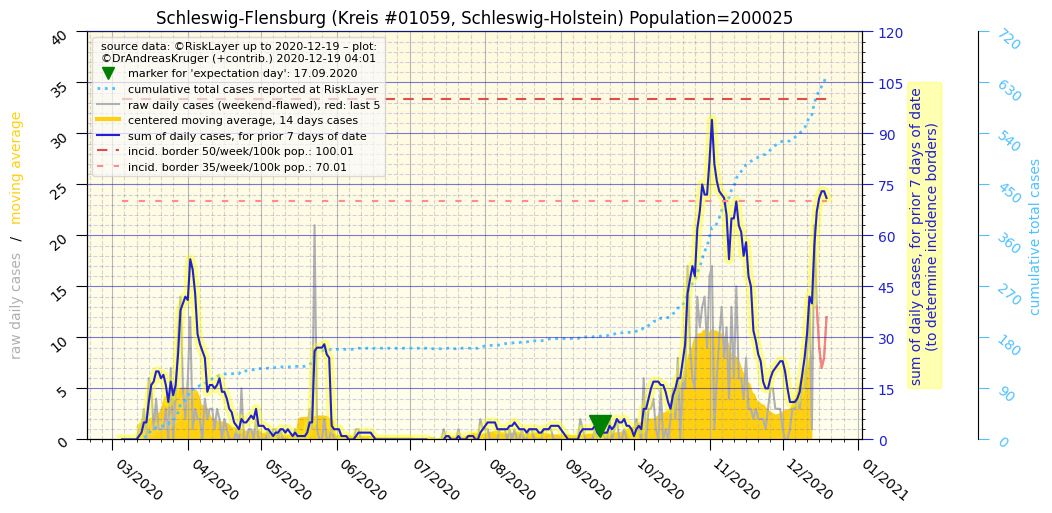 Schleswig-Flensburg (Kreis #01059, Schleswig-Holstein) Population=200025
source data: ©RiskLayer up to 2020-12-19 – plot:
©DrAndreasKruger (+contrib.) 2020-12-19 04:01
marker for 'expectation day': 17.09.2020
cumulative total cases reported at RiskLayer
raw daily cases (weekend-flawed), red: last 5
centered moving average, 14 days cases
sum of daily cases, for prior 7 days of date
incid. border 50/week/100k pop.: 100.01
incid. border 35/week/100k pop.: 70.01
raw daily cases / moving average
40
35
30
25
20
15
10
5
0
03/2020
04/2020
05/2020
06/2020
07/2020
08/2020
09/2020
10/2020
11/2020
12/2020
01/2021
120
105
90
75
60
45
30
15
0
sum of daily cases, for prior 7 days of date
(to determine incidence borders)
720
630
540
450
360
270
180
90
0
cumulative total cases